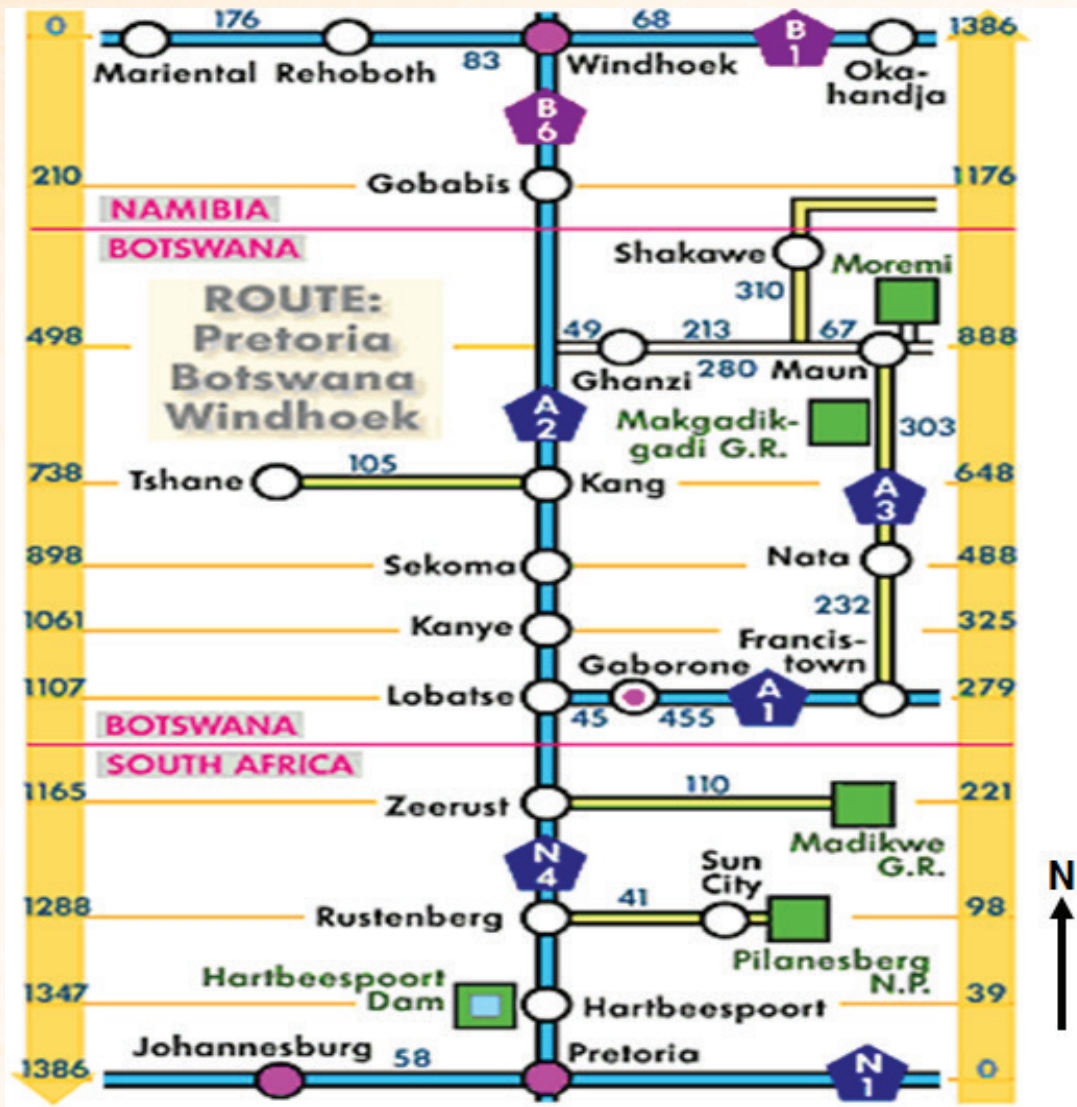 0
176
68
1386
B
1
83
Mariental
Rehoboth
Windhoek
Oka-
handja
B
6
210
Gobabis
1176
NAMIBIA
BOTSWANA
Shakawe
Moremi
310
ROUTE:
Pretoria
Botswana
Windhoek
498
49
213
67
888
Ghanzi
280
Maun
A
2
Makgadik-
gadi G.R.
303
738
Tshane
105
Kang
648
A
3
898
Sekoma
Nata
488
232
1061
Kanye
325
Francis-
town
Gaborone
1107
Lobatse
279
45
455
A
1
BOTSWANA
SOUTH AFRICA
1165
Zeerust
110
221
Madikwe
G.R.
N
4
Sun
City
N
1288
Rustenberg
41
98
Pilanesberg
N.P.
Hartbeespoort
Dam
1347
Hartbeespoort
39
Johannesburg
58
Pretoria
1386
N
1
0